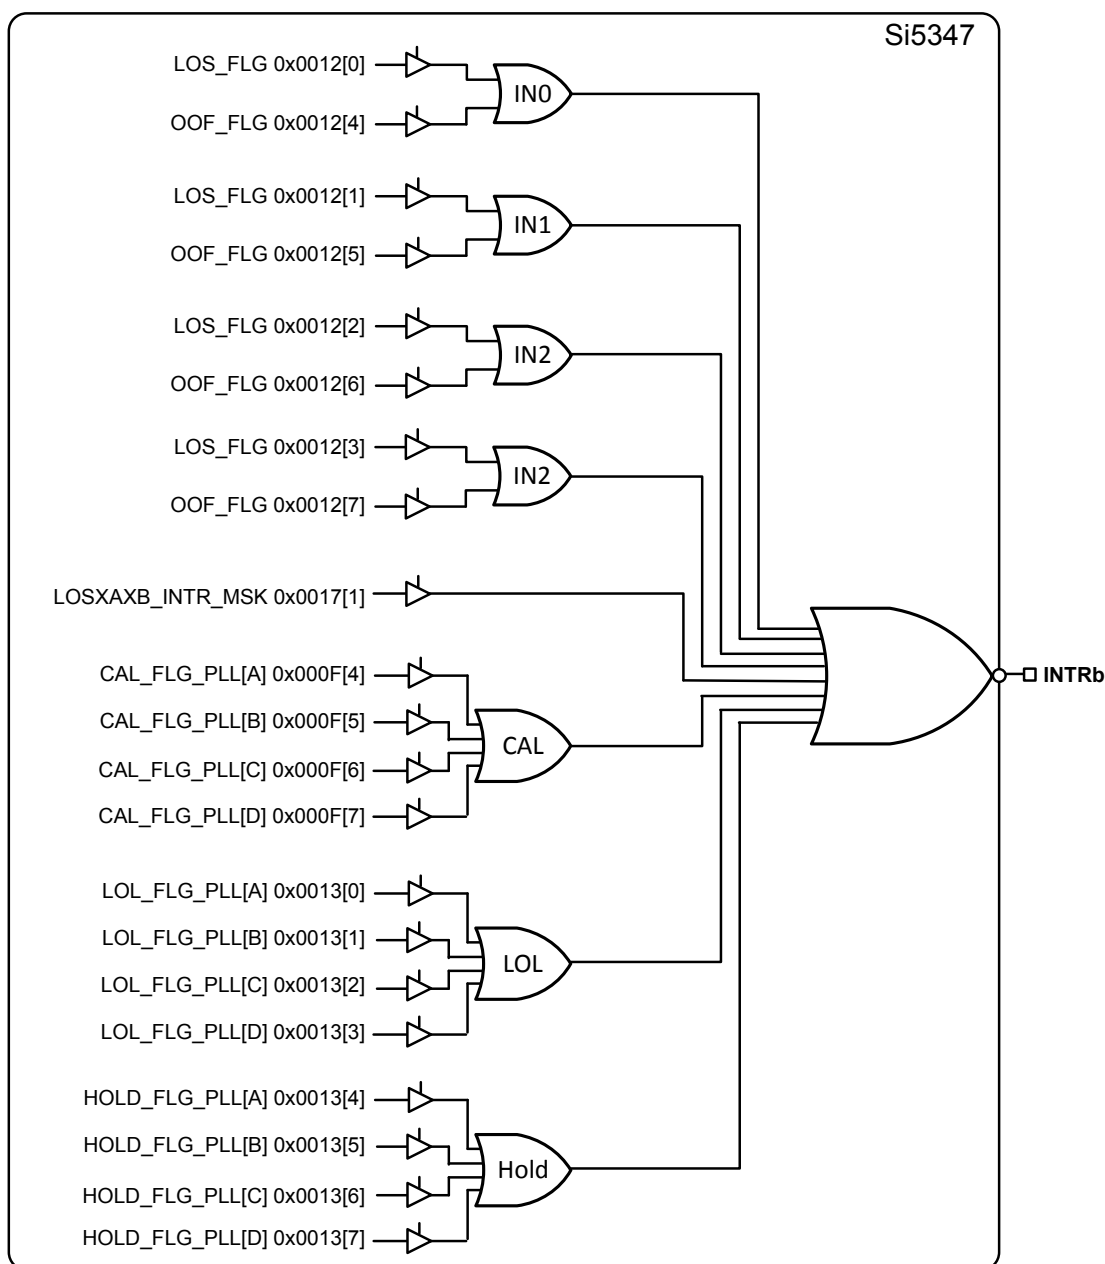 Si5347
LOS_FLG 0x0012[0]
IN0
OOF_FLG 0x0012[4]
LOS_FLG 0x0012[1]
IN1
OOF_FLG 0x0012[5]
LOS_FLG 0x0012[2]
IN2
OOF_FLG 0x0012[6]
LOS_FLG 0x0012[3]
IN2
OOF_FLG 0x0012[7]
LOSXAXB_INTR_MSK 0x0017[1]
INTRb
CAL_FLG_PLL[A] 0x000F[4]
CAL_FLG_PLL[B] 0x000F[5]
CAL
CAL_FLG_PLL[C] 0x000F[6]
CAL_FLG_PLL[D] 0x000F[7]
LOL_FLG_PLL[A] 0x0013[0]
LOL_FLG_PLL[B] 0x0013[1]
LOL
LOL_FLG_PLL[C] 0x0013[2]
LOL_FLG_PLL[D] 0x0013[3]
HOLD_FLG_PLL[A] 0x0013[4]
HOLD_FLG_PLL[B] 0x0013[5]
Hold
HOLD_FLG_PLL[C] 0x0013[6]
HOLD_FLG_PLL[D] 0x0013[7]